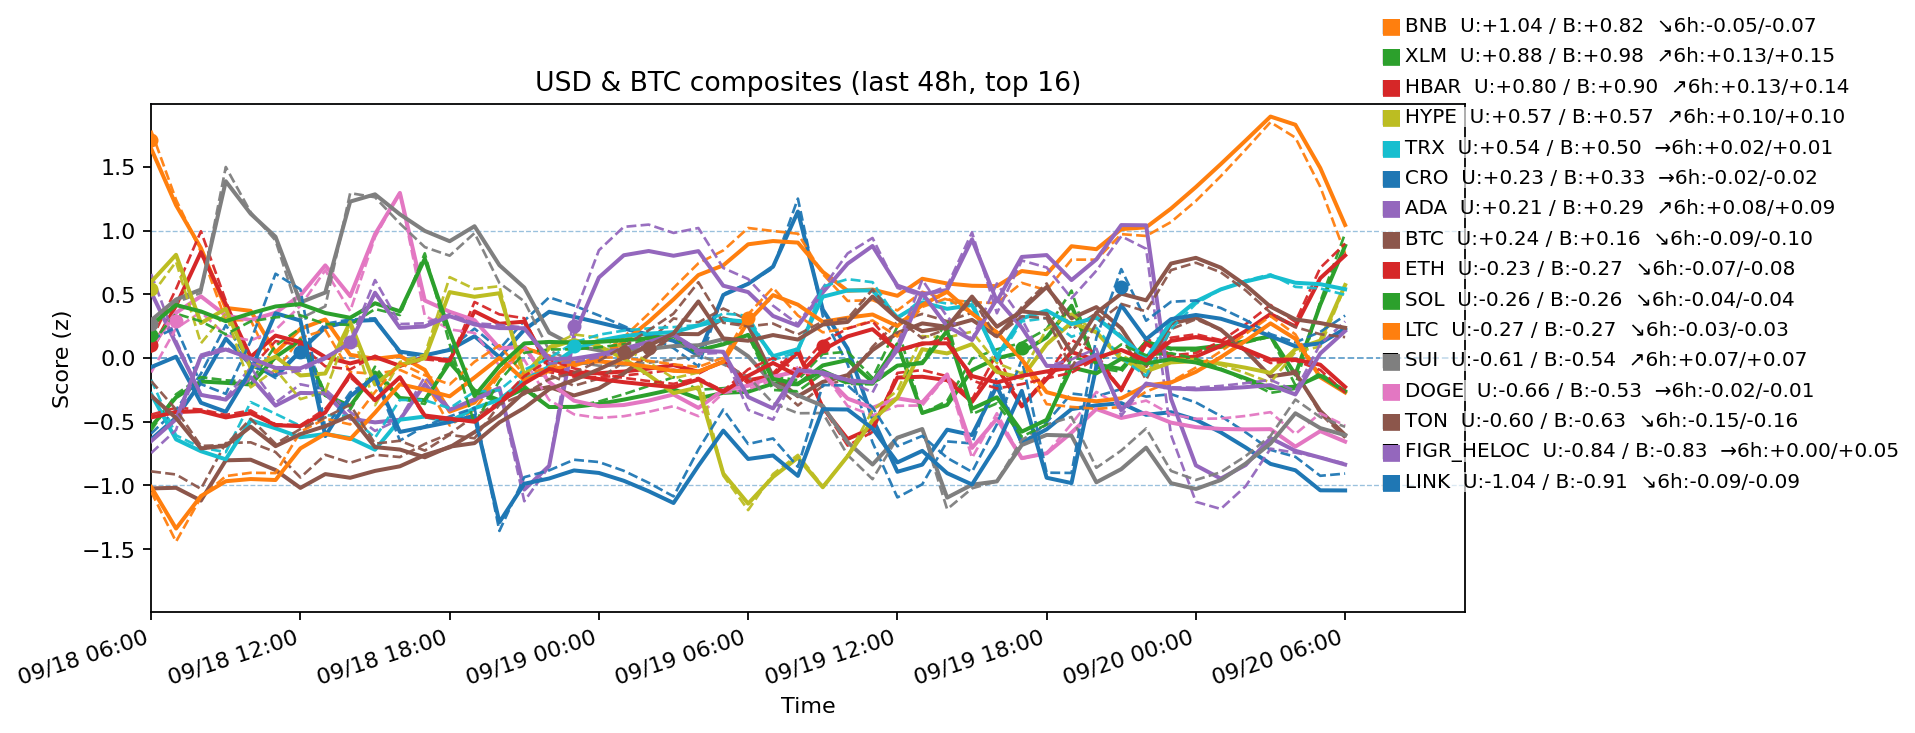 USD & BTC composites (last 48h, top 16)
BNB  U:+1.04 / B:+0.82  ↘6h:-0.05/-0.07
XLM  U:+0.88 / B:+0.98  ↗6h:+0.13/+0.15
HBAR  U:+0.80 / B:+0.90  ↗6h:+0.13/+0.14
HYPE  U:+0.57 / B:+0.57  ↗6h:+0.10/+0.10
TRX  U:+0.54 / B:+0.50  →6h:+0.02/+0.01
CRO  U:+0.23 / B:+0.33  →6h:-0.02/-0.02
ADA  U:+0.21 / B:+0.29  ↗6h:+0.08/+0.09
BTC  U:+0.24 / B:+0.16  ↘6h:-0.09/-0.10
ETH  U:-0.23 / B:-0.27  ↘6h:-0.07/-0.08
SOL  U:-0.26 / B:-0.26  ↘6h:-0.04/-0.04
LTC  U:-0.27 / B:-0.27  ↘6h:-0.03/-0.03
SUI  U:-0.61 / B:-0.54  ↗6h:+0.07/+0.07
DOGE  U:-0.66 / B:-0.53  →6h:-0.02/-0.01
TON  U:-0.60 / B:-0.63  ↘6h:-0.15/-0.16
FIGR_HELOC  U:-0.84 / B:-0.83  →6h:+0.00/+0.05
LINK  U:-1.04 / B:-0.91  ↘6h:-0.09/-0.09
Score (z)
1.5
1.0
0.5
0.0
−0.5
−1.0
−1.5
09/18 06:00
09/18 12:00
09/18 18:00
09/19 00:00
09/19 06:00
09/19 12:00
09/19 18:00
09/20 00:00
09/20 06:00
Time